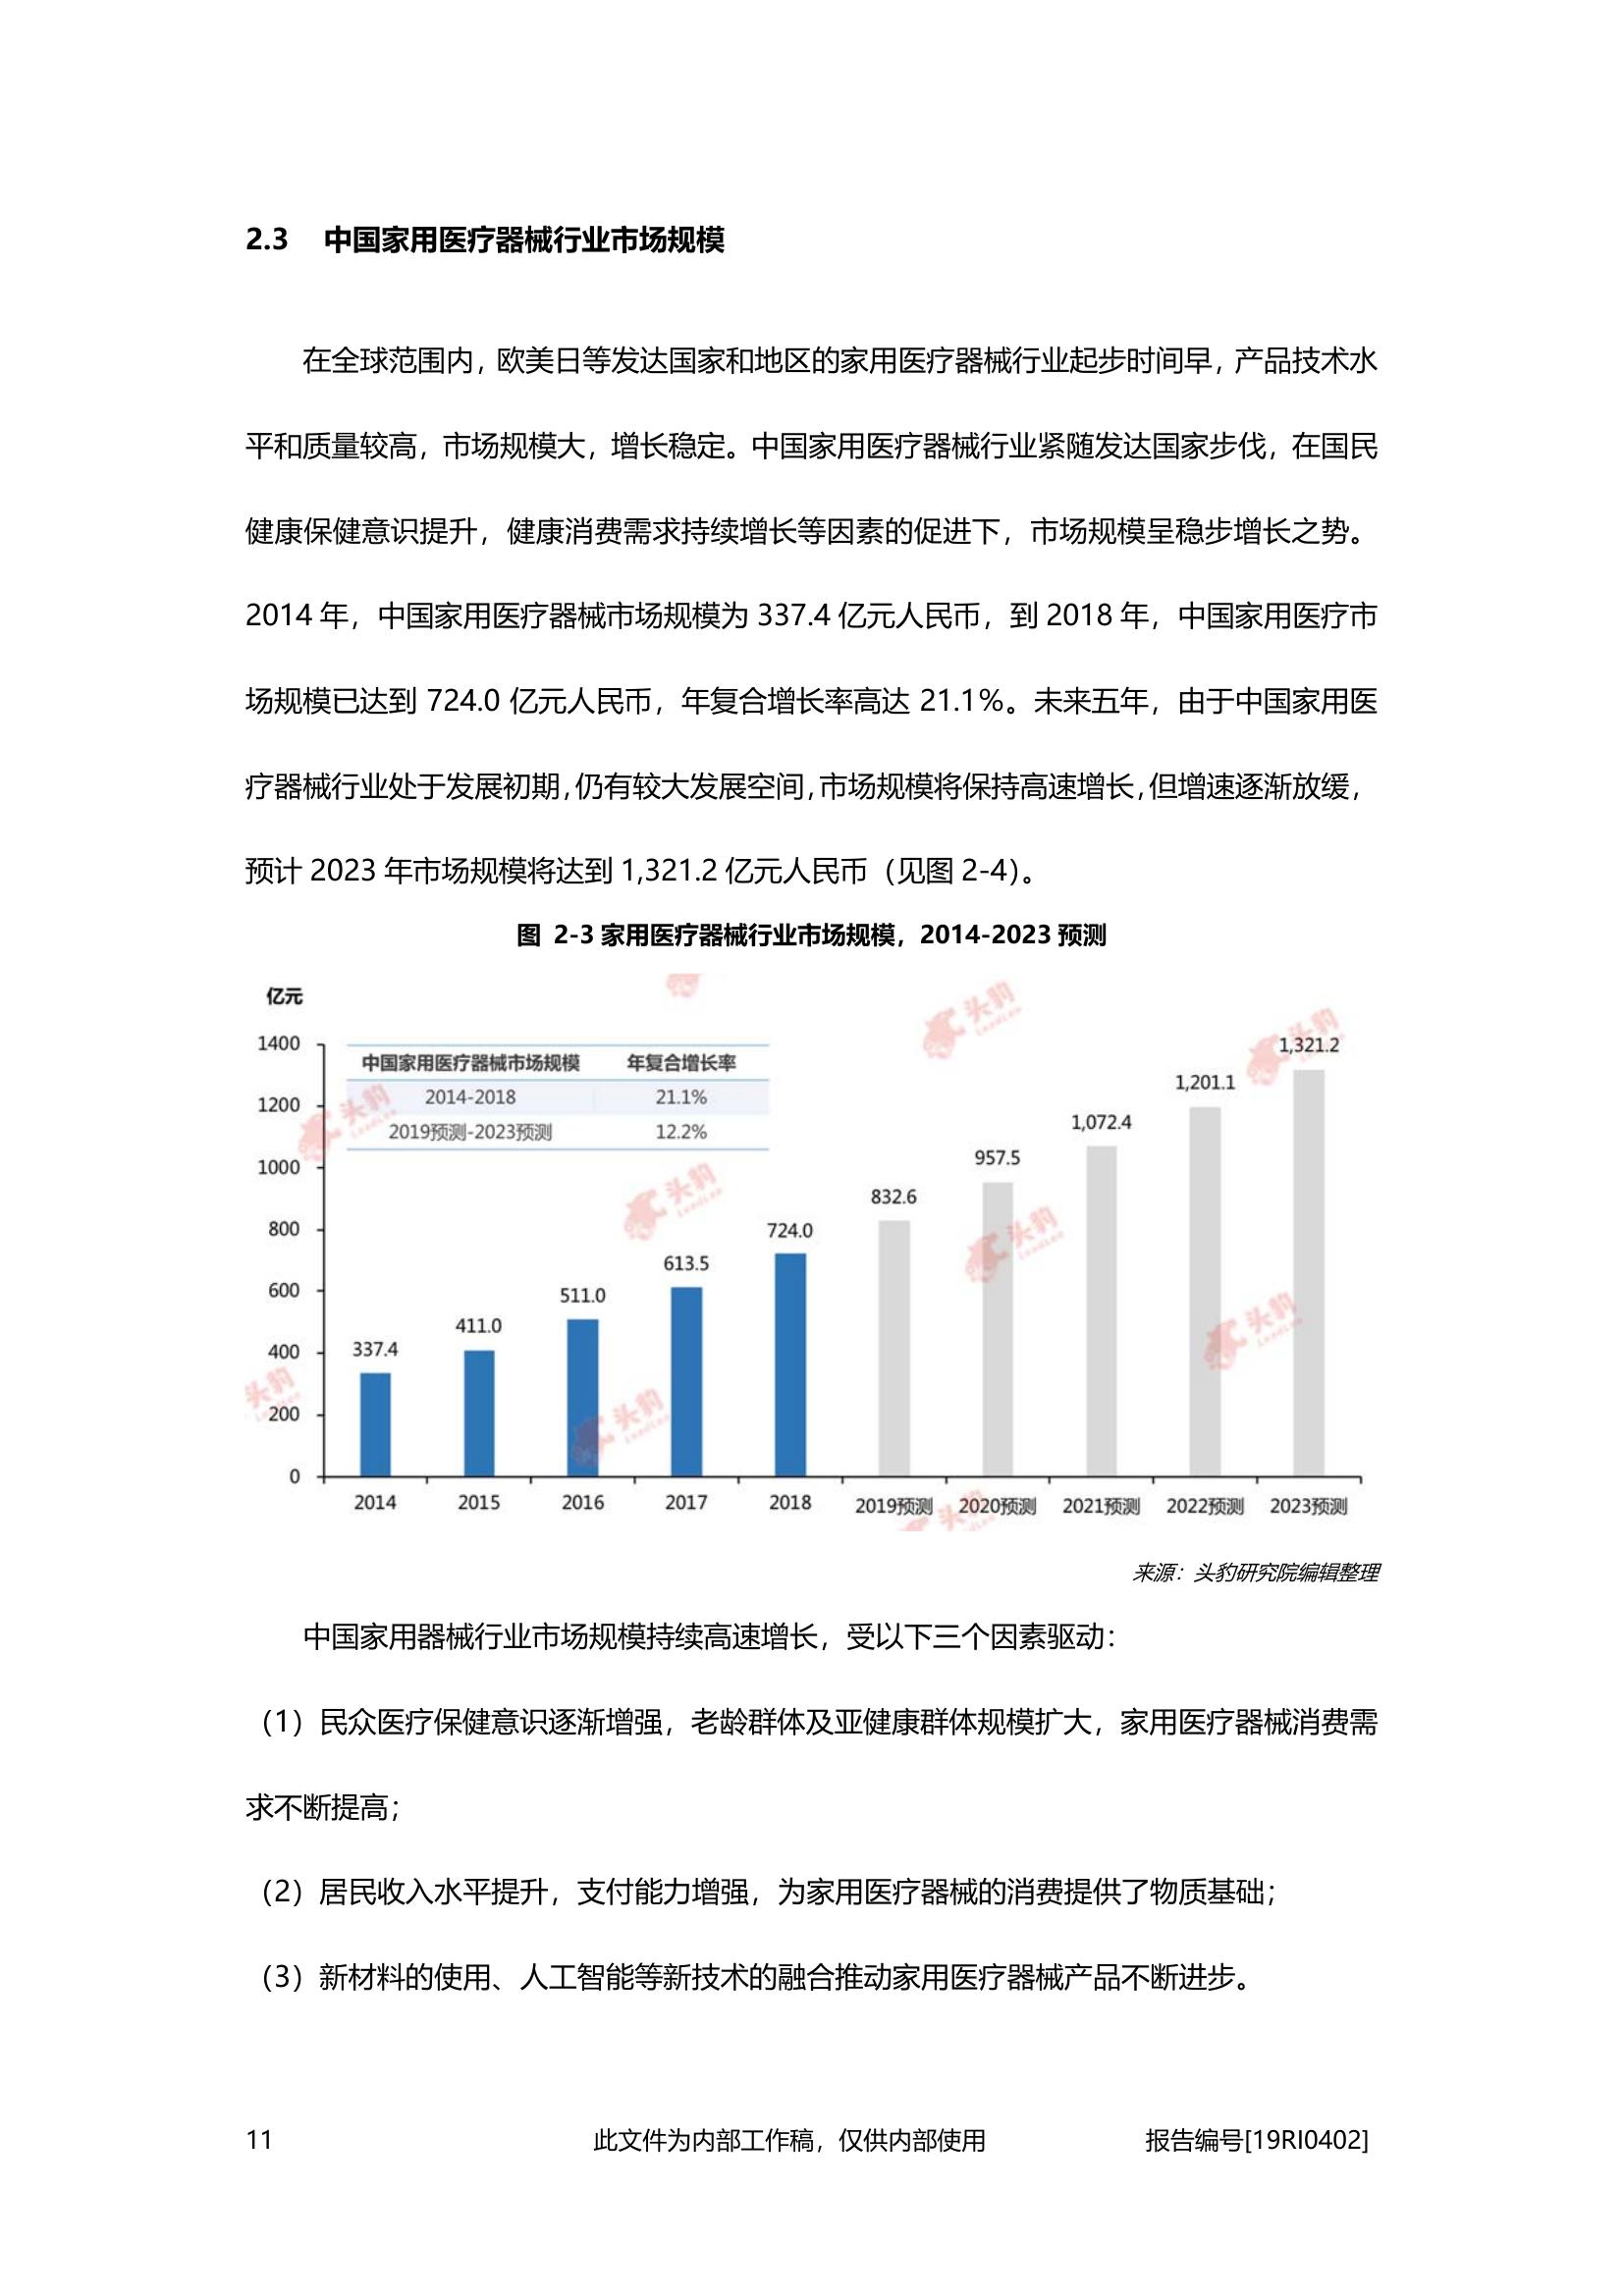 2.3 中国家用医疗器械行业市场规模
在全球范围内，欧美日等发达国家和地区的家用医疗器械行业起步时间早，产品技术水
平和质量较高，市场规模大，增长稳定。中国家用医疗器械行业紧随发达国家步伐，在国民
健康保健意识提升，健康消费需求持续增长等因素的促进下，市场规模呈稳步增长之势。
2014 年，中国家用医疗器械市场规模为 337.4 亿元人民币，到 2018 年，中国家用医疗市
场规模已达到 724.0 亿元人民币，年复合增长率高达 21.1%。未来五年，由于中国家用医
疗器械行业处于发展初期，仍有较大发展空间，市场规模将保持高速增长，但增速逐渐放缓，
预计 2023 年市场规模将达到 1,321.2 亿元人民币（见图 2-4）。
图 2-3 家用医疗器械行业市场规模，2014-2023 预测
亿元
1400
1200
1000
800
600
400
200
0
中国家用医疗器械市场规模 年复合增长率
2014-2018 21.1%
2019预测-2023预测 12.2%
337.4 411.0 511.0 613.5 724.0 832.6 957.5 1,072.4 1,201.1 1,321.2
2014 2015 2016 2017 2018 2019预测 2020预测 2021预测 2022预测 2023预测
头豹
LeadLeo
来源：头豹研究院编辑整理
中国家用器械行业市场规模持续高速增长，受以下三个因素驱动：
（1）民众医疗保健意识逐渐增强，老龄群体及亚健康群体规模扩大，家用医疗器械消费需
求不断提高；
（2）居民收入水平提升，支付能力增强，为家用医疗器械的消费提供了物质基础；
（3）新材料的使用、人工智能等新技术的融合推动家用医疗器械产品不断进步。
11 此文件为内部工作稿，仅供内部使用 报告编号[19RI0402]